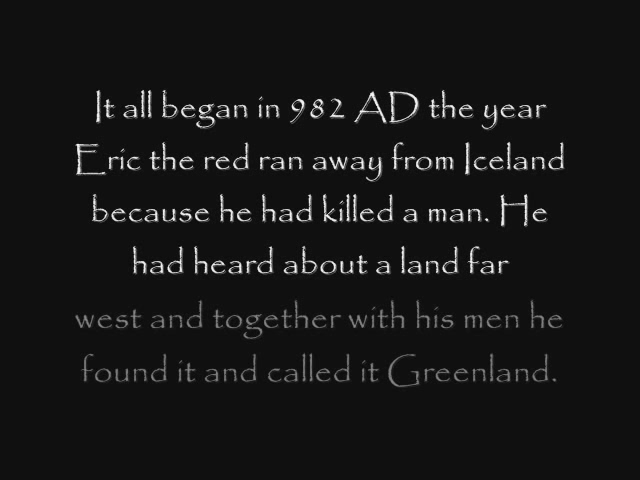 It all began in 982 AD the year
Eric the red ran away from Iceland
because he had killed a man. He
had heard about a land far
west and together with his men he
found it and called it Greenland.